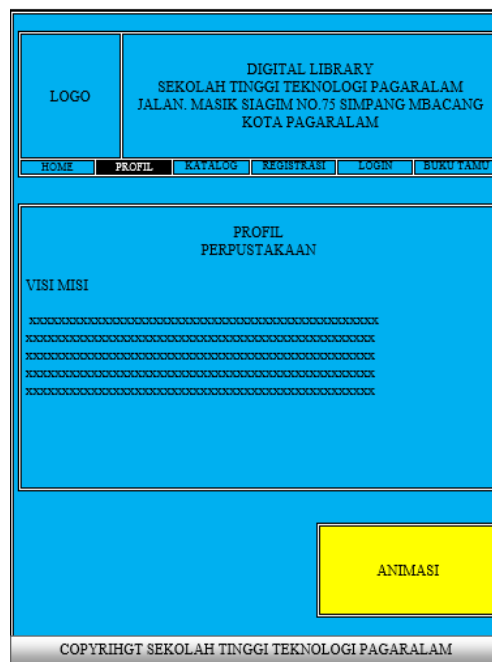 LOGO
DIGITAL LIBRARY
SEKOLAH TINGGI TEKNOLOGI PAGARALAM
JALAN. MASIK SIAGIM NO.75 SIMPANG MBACANG
KOTA PAGARALAM
HOME PROFIL KATALOG REGISTRASI LOGIN BUKU TAMU
PROFIL
PERPUSTAKAAN
VISI MISI
xxxxxxxxxxxxxxxxxxxxxxxxxxxxxxxxxxxxxxxxxxxxxxxxx
xxxxxxxxxxxxxxxxxxxxxxxxxxxxxxxxxxxxxxxxxxxxxxxxx
xxxxxxxxxxxxxxxxxxxxxxxxxxxxxxxxxxxxxxxxxxxxxxxxx
xxxxxxxxxxxxxxxxxxxxxxxxxxxxxxxxxxxxxxxxxxxxxxxxx
xxxxxxxxxxxxxxxxxxxxxxxxxxxxxxxxxxxxxxxxxxxxxxxxx
ANIMASI
COPYRIHGT SEKOLAH TINGGI TEKNOLOGI PAGARALAM